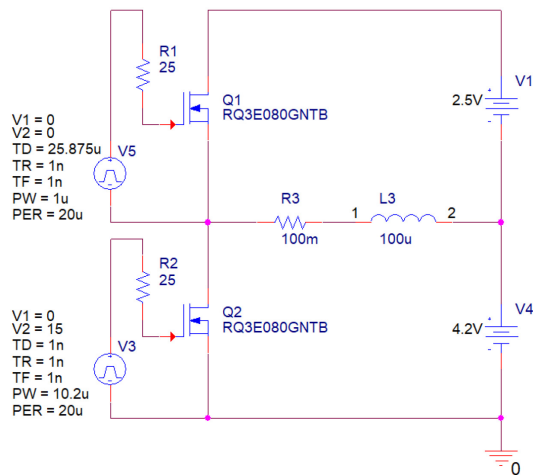 R1
25
Q1
RQ3E080GNTB
V1
2.5V
V1 = 0
V2 = 0
TD = 25.875u
TR = 1n
TF = 1n
PW = 1u
PER = 20u
V5
R3
100m
1
L3
2
100u
R2
25
Q2
RQ3E080GNTB
V4
4.2V
V1 = 0
V2 = 15
TD = 1n
TR = 1n
TF = 1n
PW = 10.2u
PER = 20u
V3
0